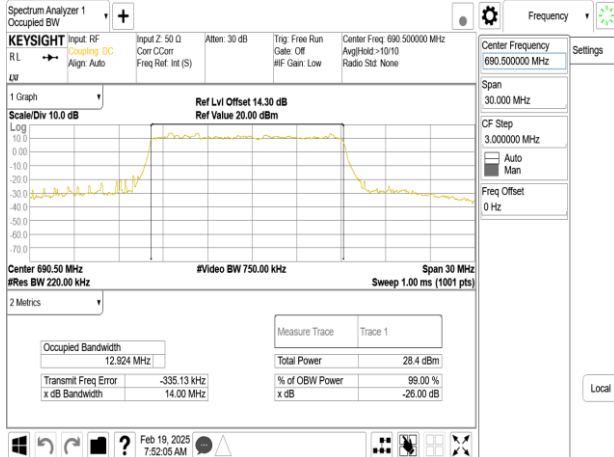 Spectrum Analyzer 1
Occupied BW
+
Frequency
KEYSIGHT
RL
LXI
Input: RF
Coupling: DC
Align: Auto
Input Z: 50 Ω
Corr CCorr
Freq Ref: Int (S)
Atten: 30 dB
Trig: Free Run
Gate: Off
#IF Gain: Low
Center Freq: 690.500000 MHz
Avg|Hold:>10/10
Radio Std: None
Center Frequency
690.500000 MHz
Settings
Span
30.000 MHz
CF Step
3.000000 MHz
Auto
Man
Freq Offset
0 Hz
Local
1 Graph
Scale/Div 10.0 dB
Ref Lvl Offset 14.30 dB
Ref Value 20.00 dBm
Log
10.0
0.00
-10.0
-20.0
-30.0
-40.0
-50.0
-60.0
-70.0
Center 690.50 MHz
#Res BW 220.00 kHz
#Video BW 750.00 kHz
Span 30 MHz
Sweep 1.00 ms (1001 pts)
2 Metrics
Measure Trace Trace 1
Occupied Bandwidth
12.924 MHz
Total Power 28.4 dBm
Transmit Freq Error -335.13 kHz
% of OBW Power 99.00 %
x dB Bandwidth 14.00 MHz
x dB -26.00 dB
?
Feb 19, 2025
7:52:05 AM